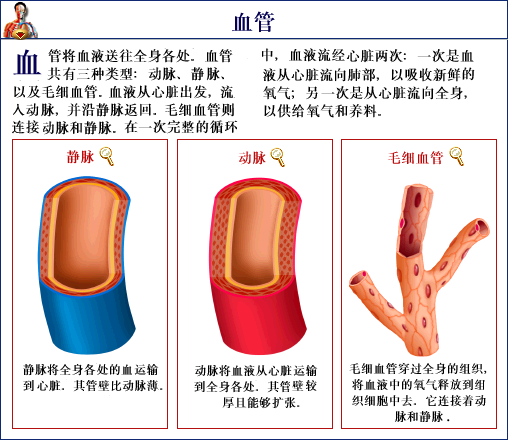 血管
血管将血液送往全身各处. 血管
共有三种类型: 动脉、静脉、
以及毛细血管. 血液从心脏出发, 流
入动脉, 并沿静脉返回. 毛细血管则
连接动脉和静脉. 在一次完整的循环
中, 血液流经心脏两次: 一次是血
液从心脏流向肺部, 以吸收新鲜的
氧气; 另一次是从心脏流向全身,
以供给氧气和养料.
静脉
静脉将全身各处的血运输
到心脏. 其管壁比动脉薄.
动脉
动脉将血液从心脏运输
到全身各处. 其管壁较
厚且能够扩张.
毛细血管
毛细血管穿过全身的组织,
将血液中的氧气释放到组
织细胞中去. 它连接着动
脉和静脉.